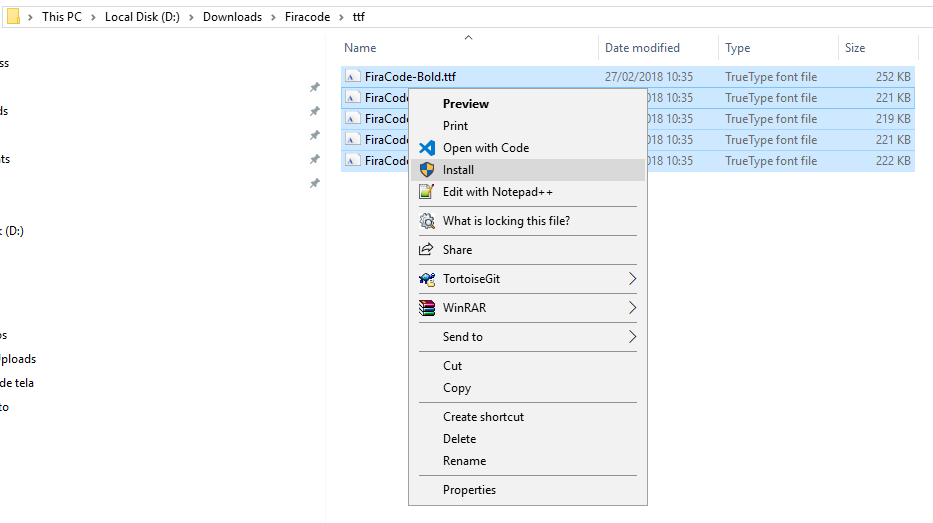 This PC > Local Disk (D:) > Downloads > Firacode > ttf
Name Date modified Type Size
ss
ds
nts
k (D:)
os
Uploads
de tela
to
FiraCode-Bold.ttf 27/02/2018 10:35 TrueType font file 252 KB
FiraCode 2018 10:35 TrueType font file 221 KB
FiraCode 2018 10:35 TrueType font file 219 KB
FiraCode 2018 10:35 TrueType font file 221 KB
FiraCode 2018 10:35 TrueType font file 222 KB
Preview
Print
Open with Code
Install
Edit with Notepad++
What is locking this file?
Share
TortoiseGit
WinRAR
Send to
Cut
Copy
Create shortcut
Delete
Rename
Properties